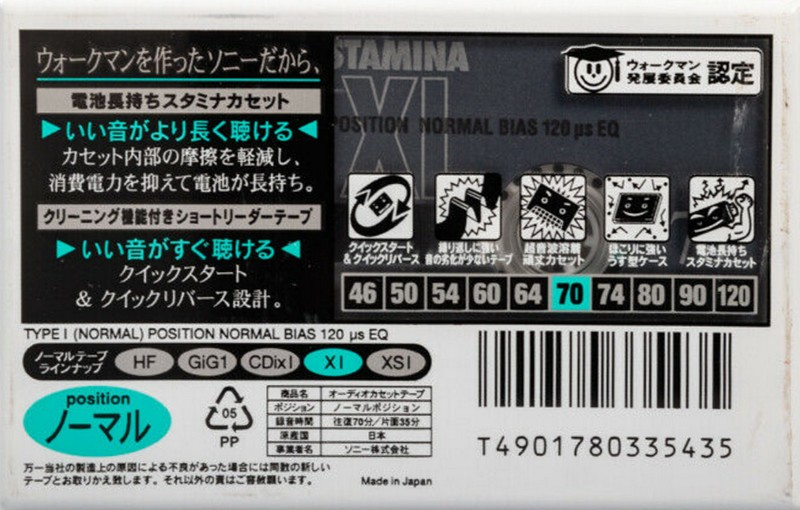 ウォークマンを作ったソニーだから、
電池長持ちスタミナカセット
いい音がより長く聴ける
カセット内部の摩擦を軽減し、
消費電力を抑えて電池が長持ち。
クリーニング機能付きショートリーダーテープ
いい音がすぐ聴ける
クイックスタート
& クイックリバース設計。
STAMINA
XI
POSITION NORMAL BIAS 120 μs EQ
ウォークマン
発展委員会 認定
クイックスタート
&クイックリバース
繰り返しに強い
音の劣化が少ないテープ
超音波溶着
頑丈カセット
ほこりに強い
うす型ケース
電池長持ち
スタミナカセット
46 50 54 60 64 70 74 80 90 120
TYPE I (NORMAL) POSITION NORMAL BIAS 120 μs EQ
ノーマルテープ
ラインナップ
HF GiG1 CDixI XI XSI
position
ノーマル
05
PP
商品名 オーディオカセットテープ
ポジション ノーマルポジション
録音時間 往復70分/片面35分
原産国 日本
事業者名 ソニー株式会社
T4901780335435
万一当社の製造上の原因による不良があった場合には同数の新しい
テープとお取りかえ致します。それ以外の責はご容赦願います。
Made in Japan